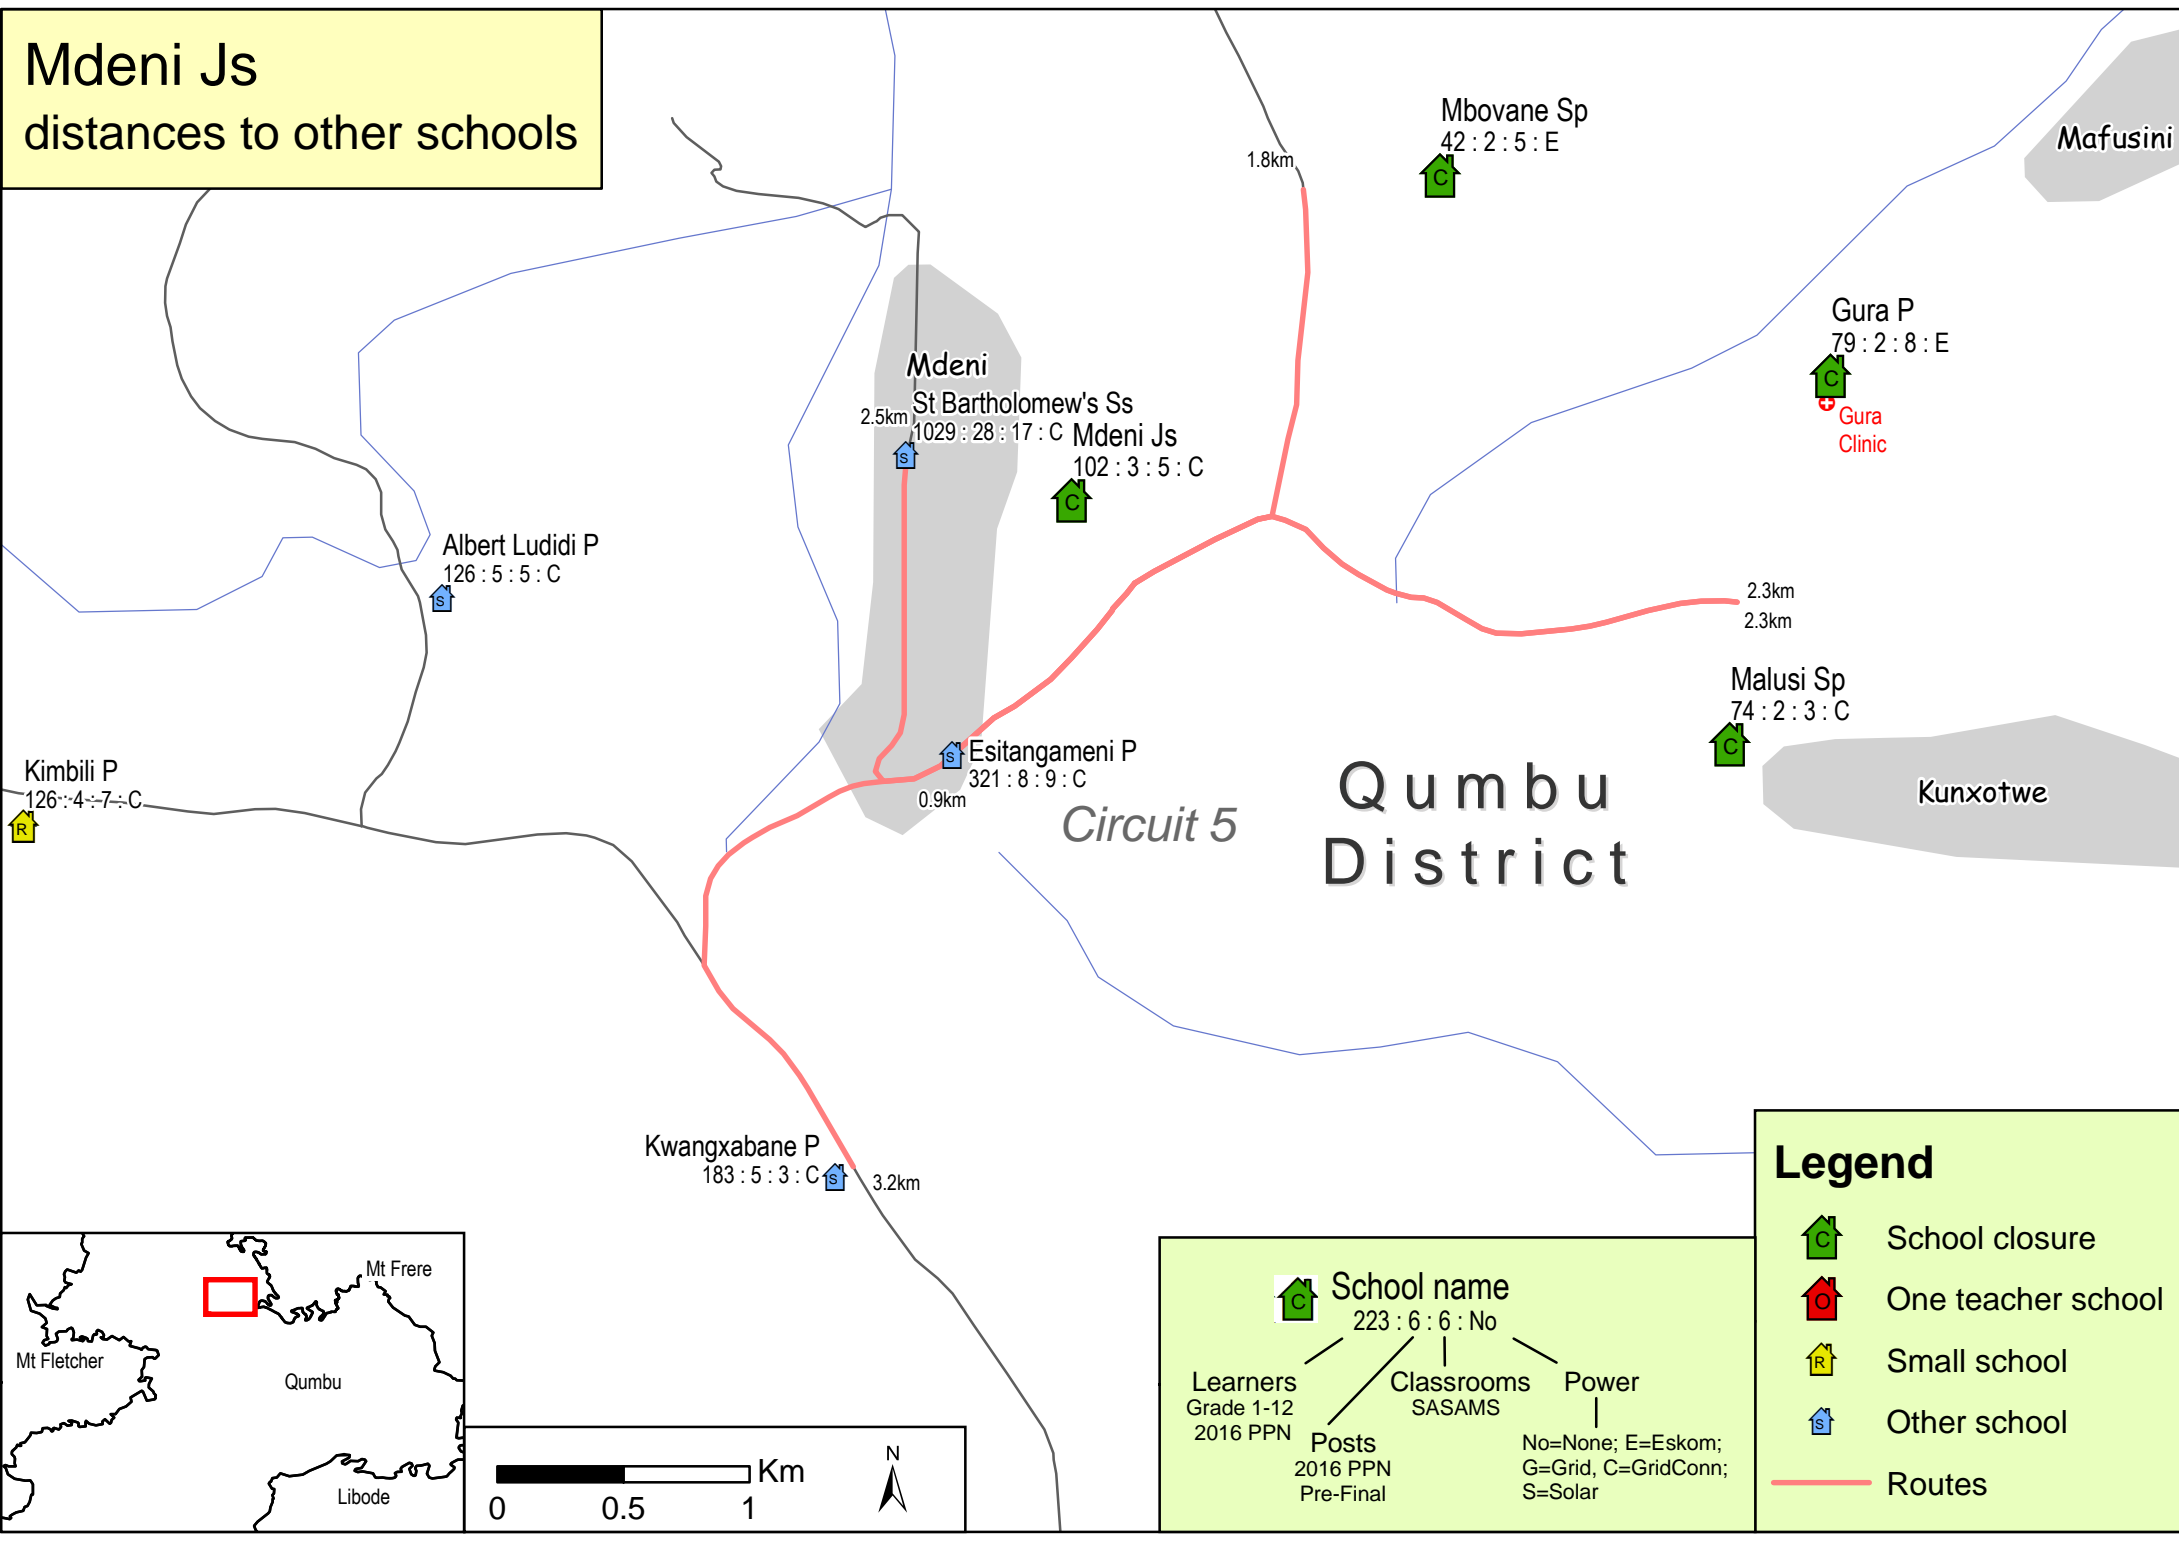 Mdeni Js
distances to other schools
Mbovane Sp
42 : 2 : 5 : E
C
1.8km
Mafusini
Gura P
79 : 2 : 8 : E
C
Gura
Clinic
Mdeni
St Bartholomew's Ss
2.5km
1029 : 28 : 17 : C
S
Mdeni Js
102 : 3 : 5 : C
C
Albert Ludidi P
126 : 5 : 5 : C
S
2.3km
2.3km
Malusi Sp
74 : 2 : 3 : C
C
Kunxotwe
Kimbili P
126 : 4 : 7 : C
R
Esitangameni P
321 : 8 : 9 : C
S
0.9km
Circuit 5
Qumbu
District
Kwangxabane P
183 : 5 : 3 : C
S
3.2km
Mt Frere
Mt Fletcher
Qumbu
Libode
Km
0 0.5 1
N
C
School name
223 : 6 : 6 : No
Learners
Grade 1-12
2016 PPN
Posts
2016 PPN
Pre-Final
Classrooms
SASAMS
Power
No=None; E=Eskom;
G=Grid, C=GridConn;
S=Solar
Legend
C School closure
O One teacher school
R Small school
S Other school
Routes